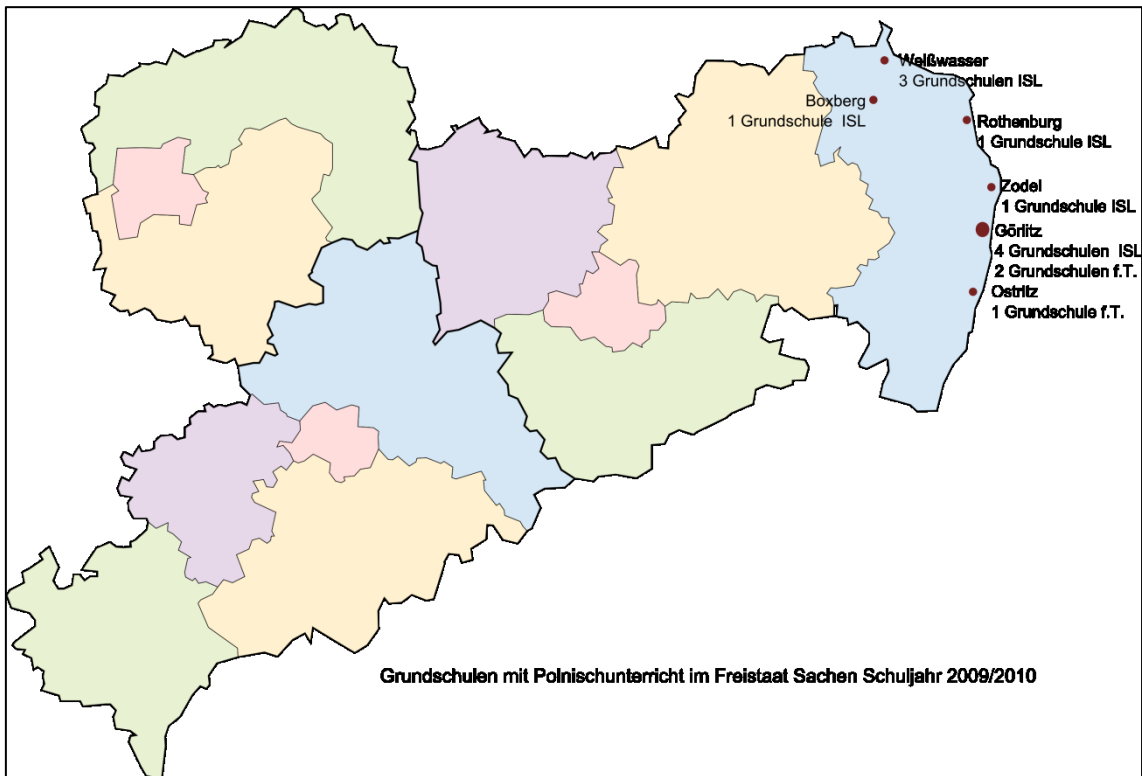 Weißwasser
3 Grundschulen ISL
Boxberg
1 Grundschule ISL
Rothenburg
1 Grundschule ISL
Zodel
1 Grundschule ISL
Görlitz
4 Grundschulen ISL
2 Grundschulen f.T.
Ostritz
1 Grundschule f.T.
Grundschulen mit Polnischunterricht im Freistaat Sachen Schuljahr 2009/2010